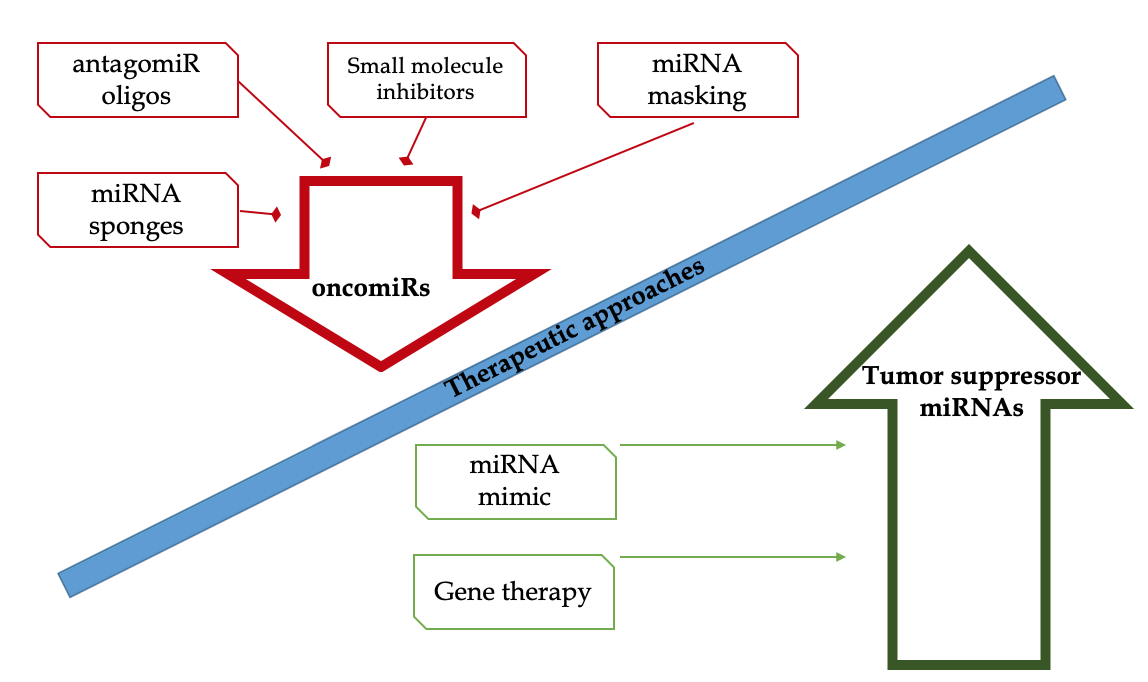 antagomiR
oligos
Small molecule
inhibitors
miRNA
masking
miRNA
sponges
oncomiRs
Therapeutic approaches
Tumor suppressor
miRNAs
miRNA
mimic
Gene therapy